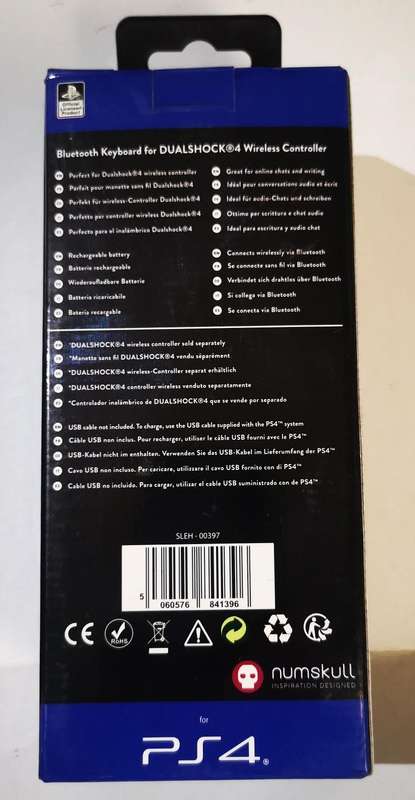 Official
Licensed
Product
Bluetooth Keyboard for DUALSHOCK®4 Wireless Controller
Perfect for Dualshock®4 wireless controller
Parfait pour manette sans fil Dualshock®4
Perfekt für wireless-Controller Dualshock®4
Perfetto per controller wireless Dualshock®4
Perfecto para el inalámbrico Dualshock®4
Great for online chats and writing
Idéal pour conversations audio et écrit
Ideal für audio-Chats und schreiben
Ottimo per scrittura e chat audio
Ideal para escritura y audio chat
Rechargeable battery
Batterie rechargeable
Wiederaufladbare Batterie
Batteria ricaricabile
Batería recargable
Connects wirelessly via Bluetooth
Se connecte sans fil via Bluetooth
Verbindet sich drahtlos über Bluetooth
Si collega via Bluetooth
Se conecta via Bluetooth
*DUALSHOCK®4 wireless controller sold separately
*Manette sans fil DUALSHOCK®4 vendu séparément
*DUALSHOCK®4 wireless-Controller separat erhältlich
*DUALSHOCK®4 controller wireless venduto separatamente
*Controlador inalámbrico de DUALSHOCK®4 que se vende por separado
USB cable not included. To charge, use the USB cable supplied with the PS4™ system
Câble USB non inclus. Pour recharger, utiliser le câble USB fourni avec le PS4™
USB-Kabel nicht im enthalten. Verwenden Sie das USB-Kabel im Lieferumfang der PS4™
Cavo USB non incluso. Per caricare, utilizzare il cavo USB fornito con di PS4™
Cable USB no incluido. Para cargar, utilizar el cable USB suministrado con de PS4™
SLEH - 00397
5 060576 841396
CE
RoHS
numskull
INSPIRATION DESIGNED
for
PS4®